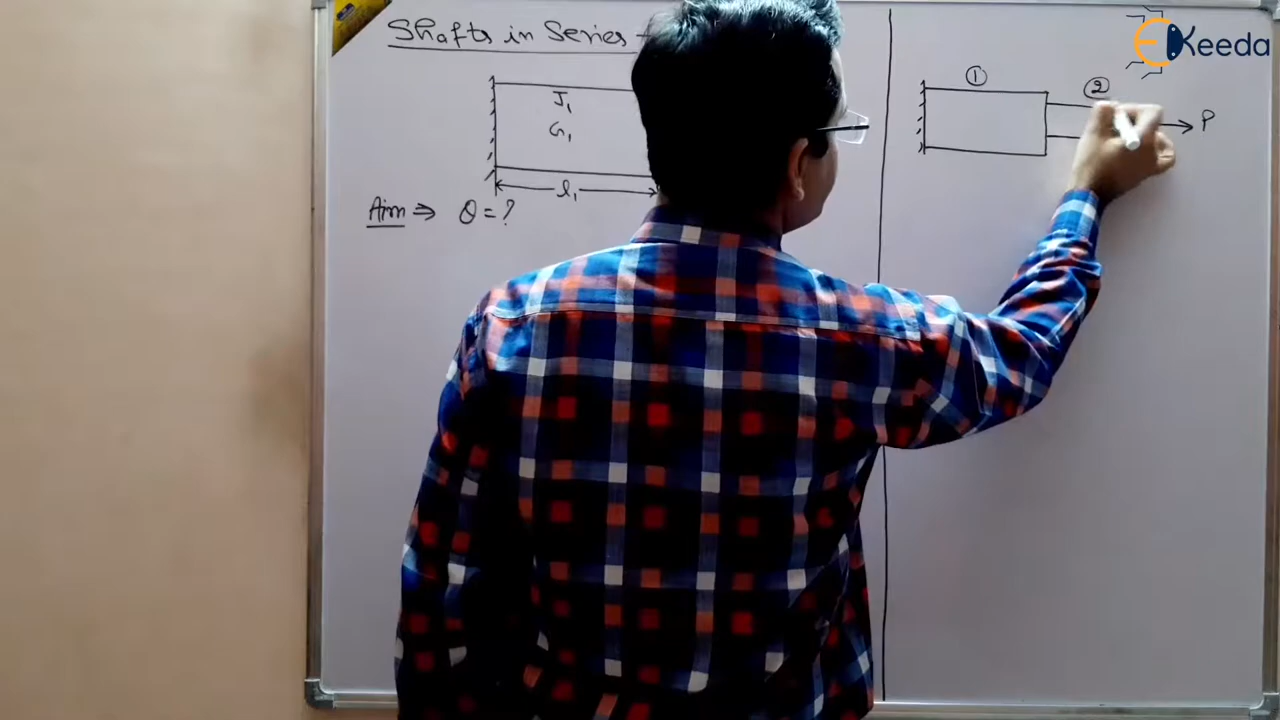 Shafts in Series
J₁
G₁
l₁
Aim ⇒ θ = ?
①
②
P
Keeda